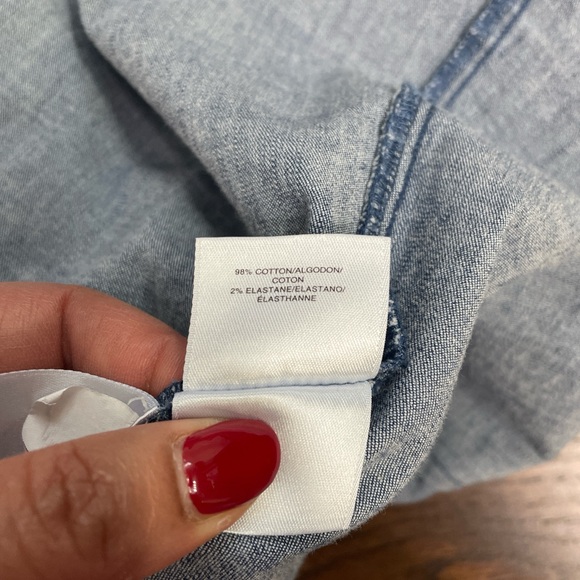 98% COTTON/ALGODON/
COTON
2% ELASTANE/ELASTANO/
ÉLASTHANNE